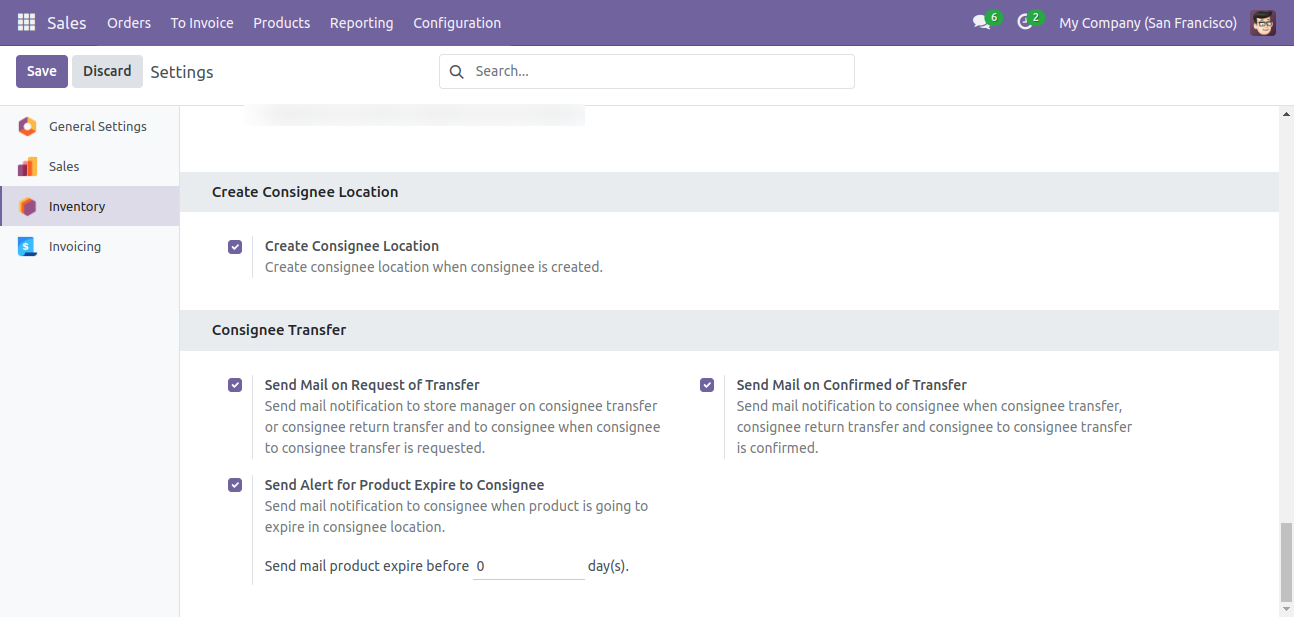 Sales Orders To Invoice Products Reporting Configuration 6 2 My Company (San Francisco)
Save Discard Settings Search...
General Settings
Sales
Inventory
Invoicing
Create Consignee Location
Create Consignee Location
Create consignee location when consignee is created.
Consignee Transfer
Send Mail on Request of Transfer
Send mail notification to store manager on consignee transfer
or consignee return transfer and to consignee when consignee
to consignee transfer is requested.
Send Mail on Confirmed of Transfer
Send mail notification to consignee when consignee transfer,
consignee return transfer and consignee to consignee transfer
is confirmed.
Send Alert for Product Expire to Consignee
Send mail notification to consignee when product is going to
expire in consignee location.
Send mail product expire before 0 day(s).